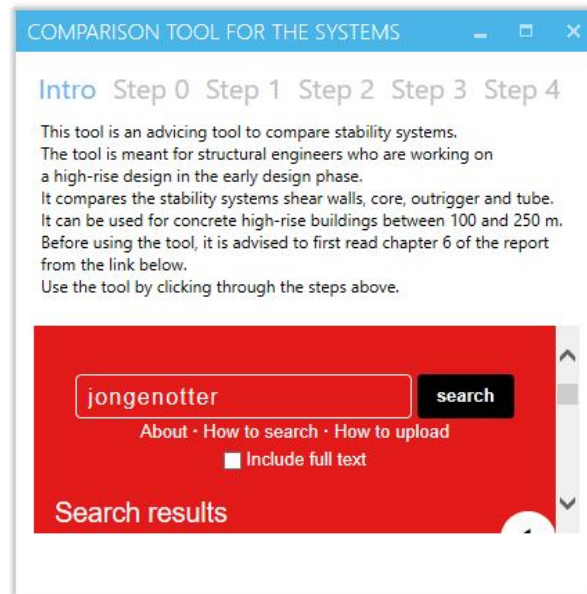 COMPARISON TOOL FOR THE SYSTEMS
Intro Step 0 Step 1 Step 2 Step 3 Step 4
This tool is an advicing tool to compare stability systems.
The tool is meant for structural engineers who are working on
a high-rise design in the early design phase.
It compares the stability systems shear walls, core, outrigger and tube.
It can be used for concrete high-rise buildings between 100 and 250 m.
Before using the tool, it is advised to first read chapter 6 of the report
from the link below.
Use the tool by clicking through the steps above.
jongenotter search
About · How to search · How to upload
Include full text
Search results